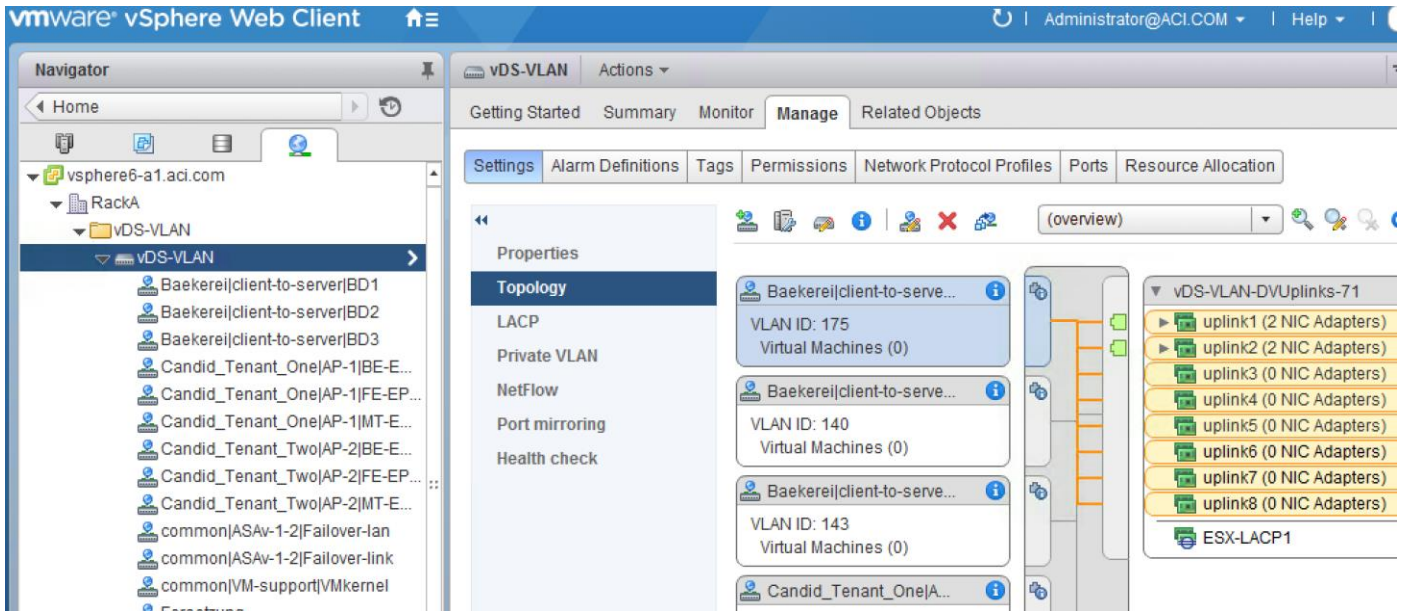 vmware® vSphere Web Client
Administrator@ACI.COM
Help
Navigator
Home
vsphere6-a1.aci.com
RackA
vDS-VLAN
vDS-VLAN
Baekerei|client-to-server|BD1
Baekerei|client-to-server|BD2
Baekerei|client-to-server|BD3
Candid_Tenant_One|AP-1|BE-E...
Candid_Tenant_One|AP-1|FE-EP...
Candid_Tenant_One|AP-1|MT-E...
Candid_Tenant_Two|AP-2|BE-E...
Candid_Tenant_Two|AP-2|FE-EP...
Candid_Tenant_Two|AP-2|MT-E...
common|ASAv-1-2|Failover-lan
common|ASAv-1-2|Failover-link
common|VM-support|VMkernel
vDS-VLAN Actions
Getting Started Summary Monitor Manage Related Objects
Settings Alarm Definitions Tags Permissions Network Protocol Profiles Ports Resource Allocation
Properties
Topology
LACP
Private VLAN
NetFlow
Port mirroring
Health check
(overview)
Baekerei|client-to-serve...
VLAN ID: 175
Virtual Machines (0)
Baekerei|client-to-serve...
VLAN ID: 140
Virtual Machines (0)
Baekerei|client-to-serve...
VLAN ID: 143
Virtual Machines (0)
Candid_Tenant_One|A...
vDS-VLAN-DVUplinks-71
uplink1 (2 NIC Adapters)
uplink2 (2 NIC Adapters)
uplink3 (0 NIC Adapters)
uplink4 (0 NIC Adapters)
uplink5 (0 NIC Adapters)
uplink6 (0 NIC Adapters)
uplink7 (0 NIC Adapters)
uplink8 (0 NIC Adapters)
ESX-LACP1